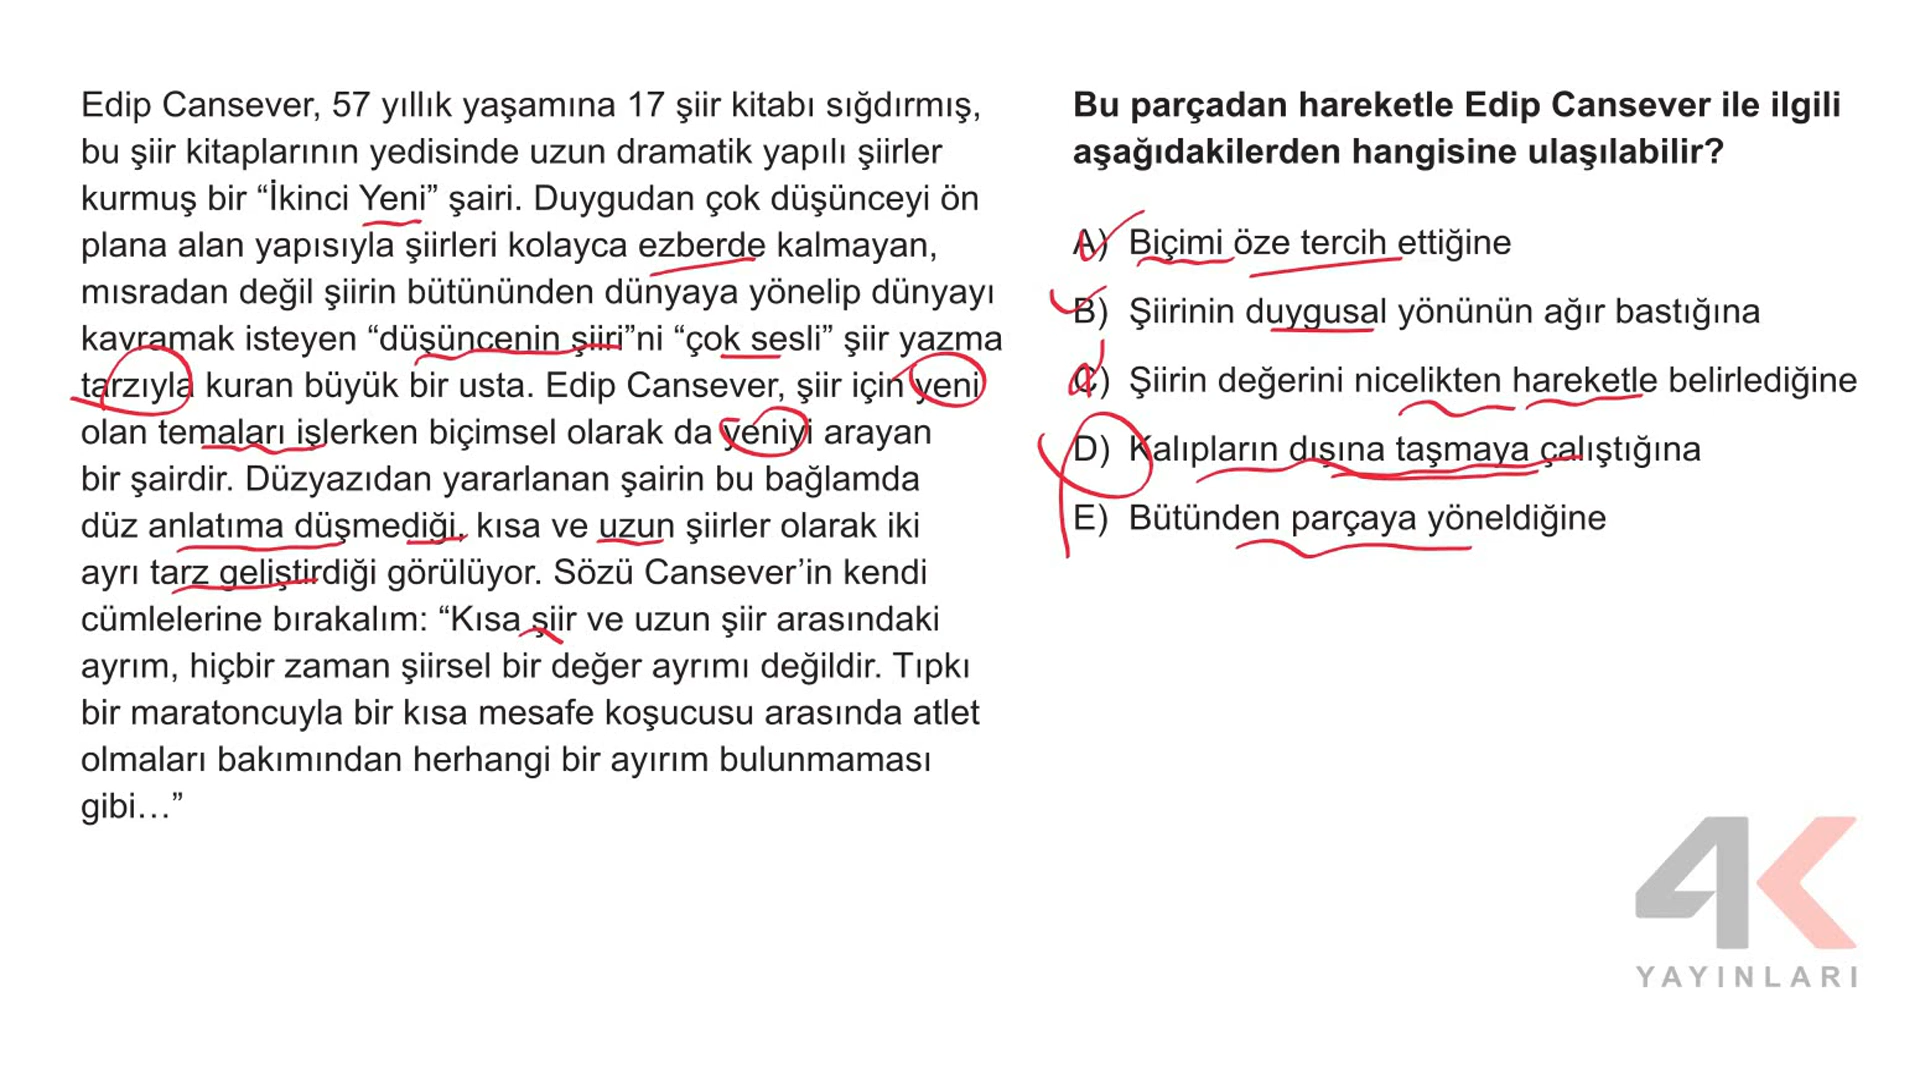 Edip Cansever, 57 yıllık yaşamına 17 şiir kitabı sığdırmış,
bu şiir kitaplarının yedisinde uzun dramatik yapılı şiirler
kurmuş bir “İkinci Yeni” şairi. Duygudan çok düşünceyi ön
plana alan yapısıyla şiirleri kolayca ezberde kalmayan,
mısradan değil şiirin bütününden dünyaya yönelip dünyayı
kavramak isteyen “düşüncenin şiiri”ni “çok sesli” şiir yazma
tarzıyla kuran büyük bir usta. Edip Cansever, şiir için yeni
olan temaları işlerken biçimsel olarak da yeniyi arayan
bir şairdir. Düzyazıdan yararlanan şairin bu bağlamda
düz anlatıma düşmediği, kısa ve uzun şiirler olarak iki
ayrı tarz geliştirdiği görülüyor. Sözü Cansever’in kendi
cümlelerine bırakalım: “Kısa şiir ve uzun şiir arasındaki
ayrım, hiçbir zaman şiirsel bir değer ayrımı değildir. Tıpkı
bir maratoncuyla bir kısa mesafe koşucusu arasında atlet
olmaları bakımından herhangi bir ayırım bulunmaması
gibi…”
Bu parçadan hareketle Edip Cansever ile ilgili
aşağıdakilerden hangisine ulaşılabilir?
A) Biçimi öze tercih ettiğine
B) Şiirinin duygusal yönünün ağır bastığına
C) Şiirin değerini nicelikten hareketle belirlediğine
D) Kalıpların dışına taşmaya çalıştığına
E) Bütünden parçaya yöneldiğine
4K
YAYINLARI